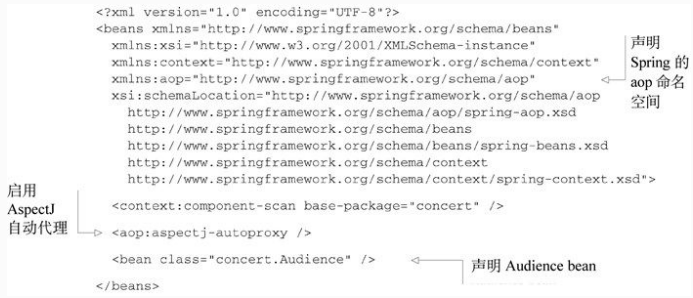 <?xml version="1.0" encoding="UTF-8"?>
<beans xmlns="http://www.springframework.org/schema/beans"
xmlns:xsi="http://www.w3.org/2001/XMLSchema-instance"
xmlns:context="http://www.springframework.org/schema/context"
xmlns:aop="http://www.springframework.org/schema/aop"
xsi:schemaLocation="http://www.springframework.org/schema/aop
http://www.springframework.org/schema/aop/spring-aop.xsd
http://www.springframework.org/schema/beans
http://www.springframework.org/schema/beans/spring-beans.xsd
http://www.springframework.org/schema/context
http://www.springframework.org/schema/context/spring-context.xsd">
声明
Spring 的
aop 命名
空间
<context:component-scan base-package="concert" />
启用
AspectJ
自动代理
<aop:aspectj-autoproxy />
<bean class="concert.Audience" />
声明 Audience bean
</beans>